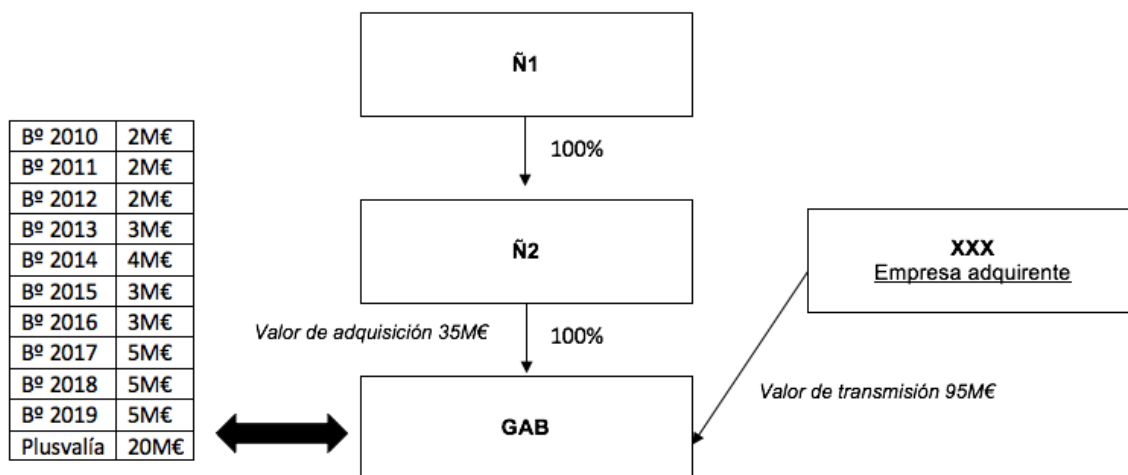 Ñ1
100%
Bº 2010 2M€
Bº 2011 2M€
Bº 2012 2M€
Bº 2013 3M€
Bº 2014 4M€
Bº 2015 3M€
Bº 2016 3M€
Bº 2017 5M€
Bº 2018 5M€
Bº 2019 5M€
Plusvalía 20M€
Ñ2
XXX
Empresa adquirente
Valor de adquisición 35M€
100%
Valor de transmisión 95M€
GAB